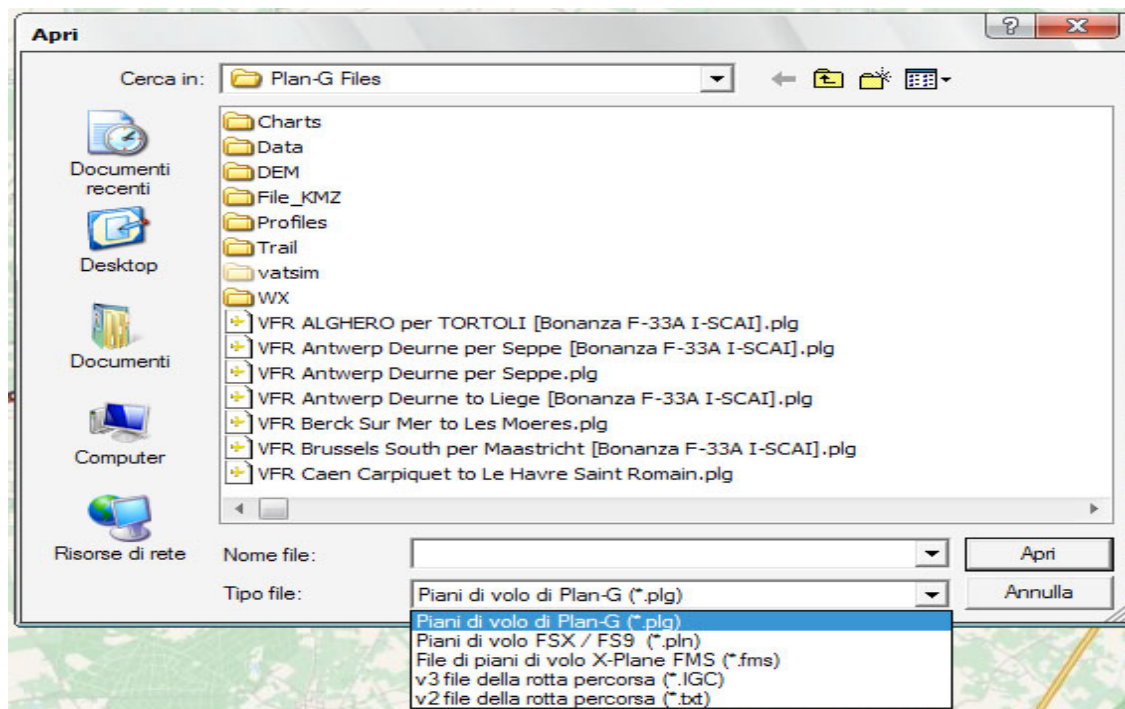 Apri
Cerca in:
Plan-G Files
Documenti
recenti
Desktop
Documenti
Computer
Risorse di rete
Charts
Data
DEM
File_KMZ
Profiles
Trail
vatsim
WX
VFR ALGHERO per TORTOLI [Bonanza F-33A I-SCAI].plg
VFR Antwerp Deurne per Seppe [Bonanza F-33A I-SCAI].plg
VFR Antwerp Deurne per Seppe.plg
VFR Antwerp Deurne to Liege [Bonanza F-33A I-SCAI].plg
VFR Berck Sur Mer to Les Moeres.plg
VFR Brussels South per Maastricht [Bonanza F-33A I-SCAI].plg
VFR Caen Carpiquet to Le Havre Saint Romain.plg
Nome file:
Apri
Tipo file:
Piani di volo di Plan-G (*.plg)
Annulla
Piani di volo di Plan-G (*.plg)
Piani di volo FSX / FS9 (*.pln)
File di piani di volo X-Plane FMS (*.fms)
v3 file della rotta percorsa (*.IGC)
v2 file della rotta percorsa (*.txt)